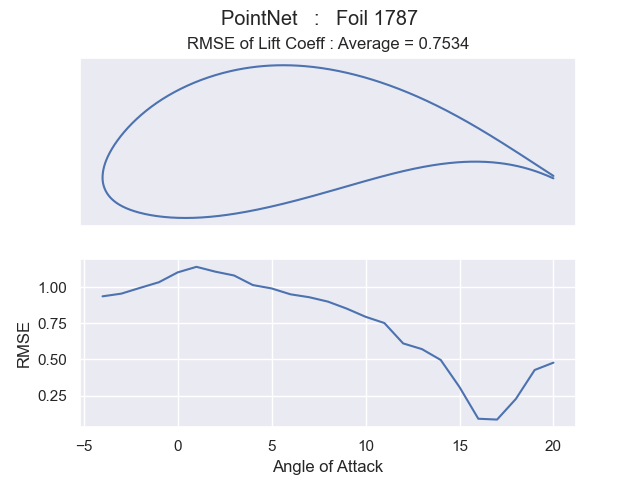 PointNet : Foil 1787
RMSE of Lift Coeff : Average = 0.7534
1.00
0.75
0.50
0.25
RMSE
−5 0 5 10 15 20
Angle of Attack